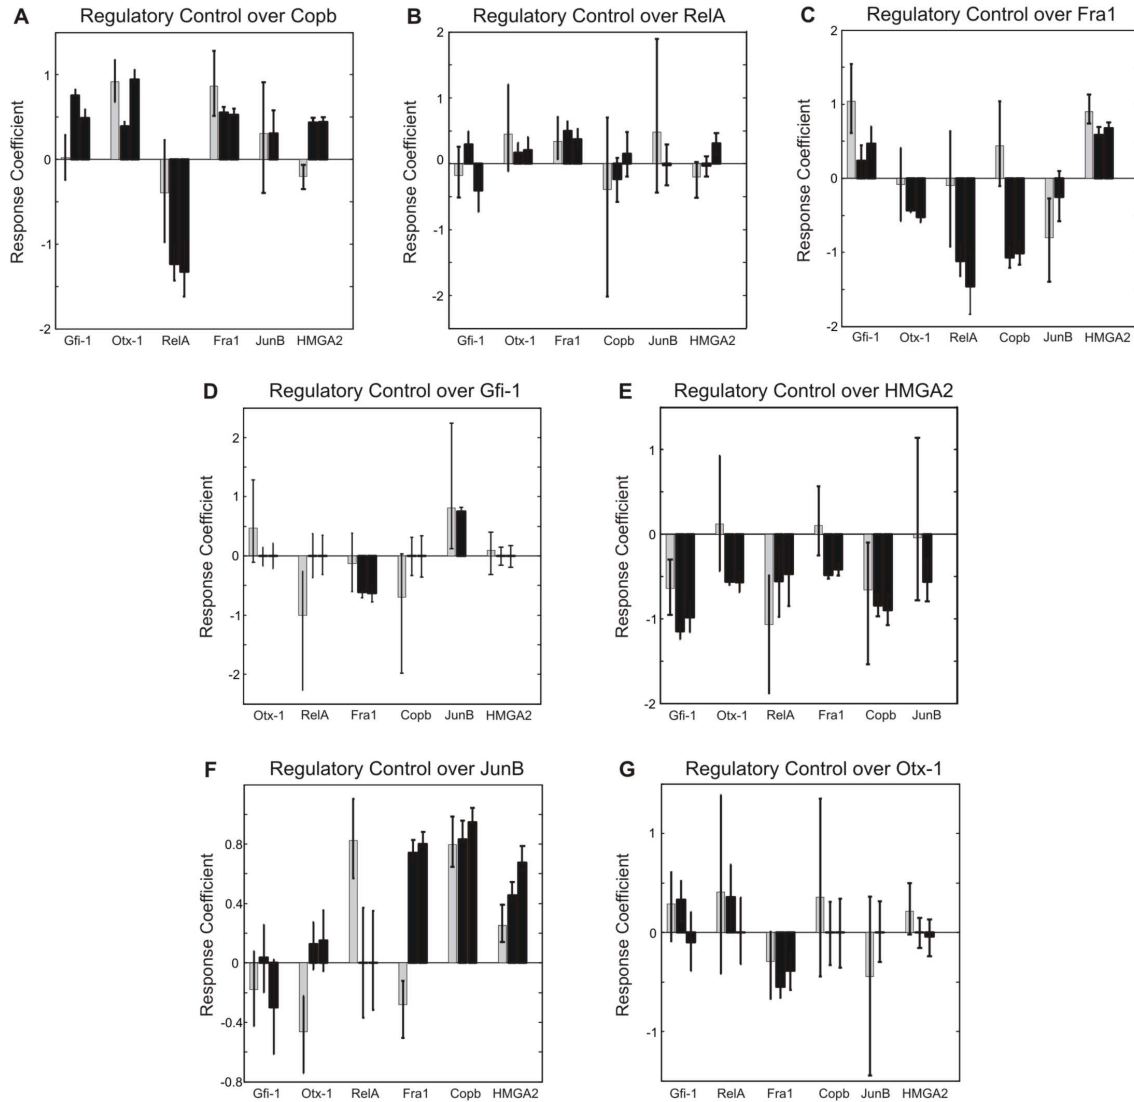 A Regulatory Control over Copb
Response Coefficient
1
0
-1
-2
Gfi-1 Otx-1 RelA Fra1 JunB HMGA2
B Regulatory Control over RelA
Response Coefficient
2
1
0
-1
-2
Gfi-1 Otx-1 Fra1 Copb JunB HMGA2
C Regulatory Control over Fra1
Response Coefficient
2
1
0
-1
-2
Gfi-1 Otx-1 RelA Copb JunB HMGA2
D Regulatory Control over Gfi-1
Response Coefficient
2
1
0
-1
-2
Otx-1 RelA Fra1 Copb JunB HMGA2
E Regulatory Control over HMGA2
Response Coefficient
1
0
-1
-2
Gfi-1 Otx-1 RelA Fra1 Copb JunB
F Regulatory Control over JunB
Response Coefficient
0.8
0.4
0
-0.4
-0.8
Gfi-1 Otx-1 RelA Fra1 Copb HMGA2
G Regulatory Control over Otx-1
Response Coefficient
1
0
-1
Gfi-1 RelA Fra1 Copb JunB HMGA2